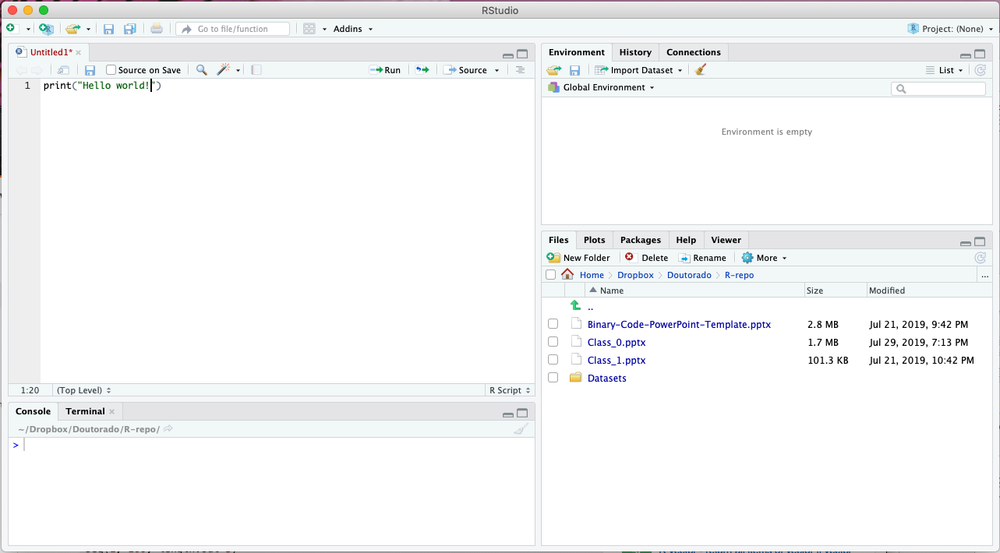 RStudio
Go to file/function
Addins
Project: (None)
Untitled1*
Source on Save
Run
Source
1 print("Hello world!")
1:20 (Top Level) R Script
Console Terminal
~/Dropbox/Doutorado/R-repo/
>
Environment History Connections
Import Dataset List
Global Environment
Environment is empty
Files Plots Packages Help Viewer
New Folder Delete Rename More
Home Dropbox Doutorado R-repo ...
Name Size Modified
..
Binary-Code-PowerPoint-Template.pptx 2.8 MB Jul 21, 2019, 9:42 PM
Class_0.pptx 1.7 MB Jul 29, 2019, 7:13 PM
Class_1.pptx 101.3 KB Jul 21, 2019, 10:42 PM
Datasets